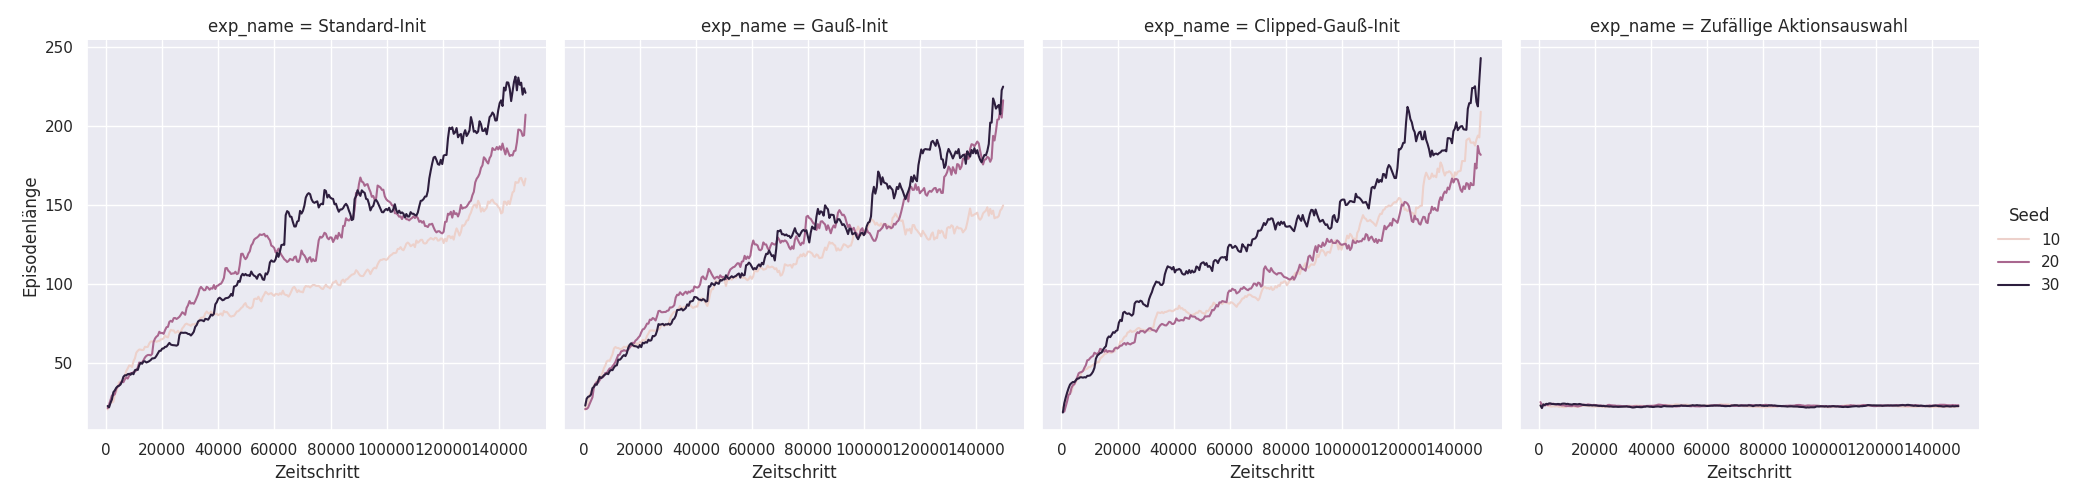 exp_name = Standard-Init
exp_name = Gauß-Init
exp_name = Clipped-Gauß-Init
exp_name = Zufällige Aktionsauswahl
Episodenlänge
250
200
150
100
50
0 20000 40000 60000 80000 100000 120000 140000
Zeitschritt
0 20000 40000 60000 80000 100000 120000 140000
Zeitschritt
0 20000 40000 60000 80000 100000 120000 140000
Zeitschritt
0 20000 40000 60000 80000 100000 120000 140000
Zeitschritt
Seed
10
20
30